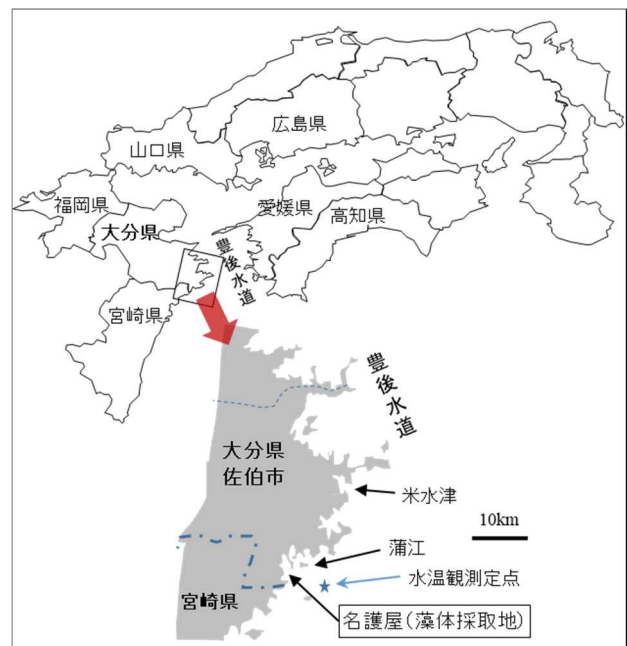 広島県
山口県
福岡県
愛媛県
高知県
大分県
豊後水道
宮崎県
豊後水道
大分県
佐伯市
米水津
10km
蒲江
水温観測定点
宮崎県
名護屋(藻体採取地)